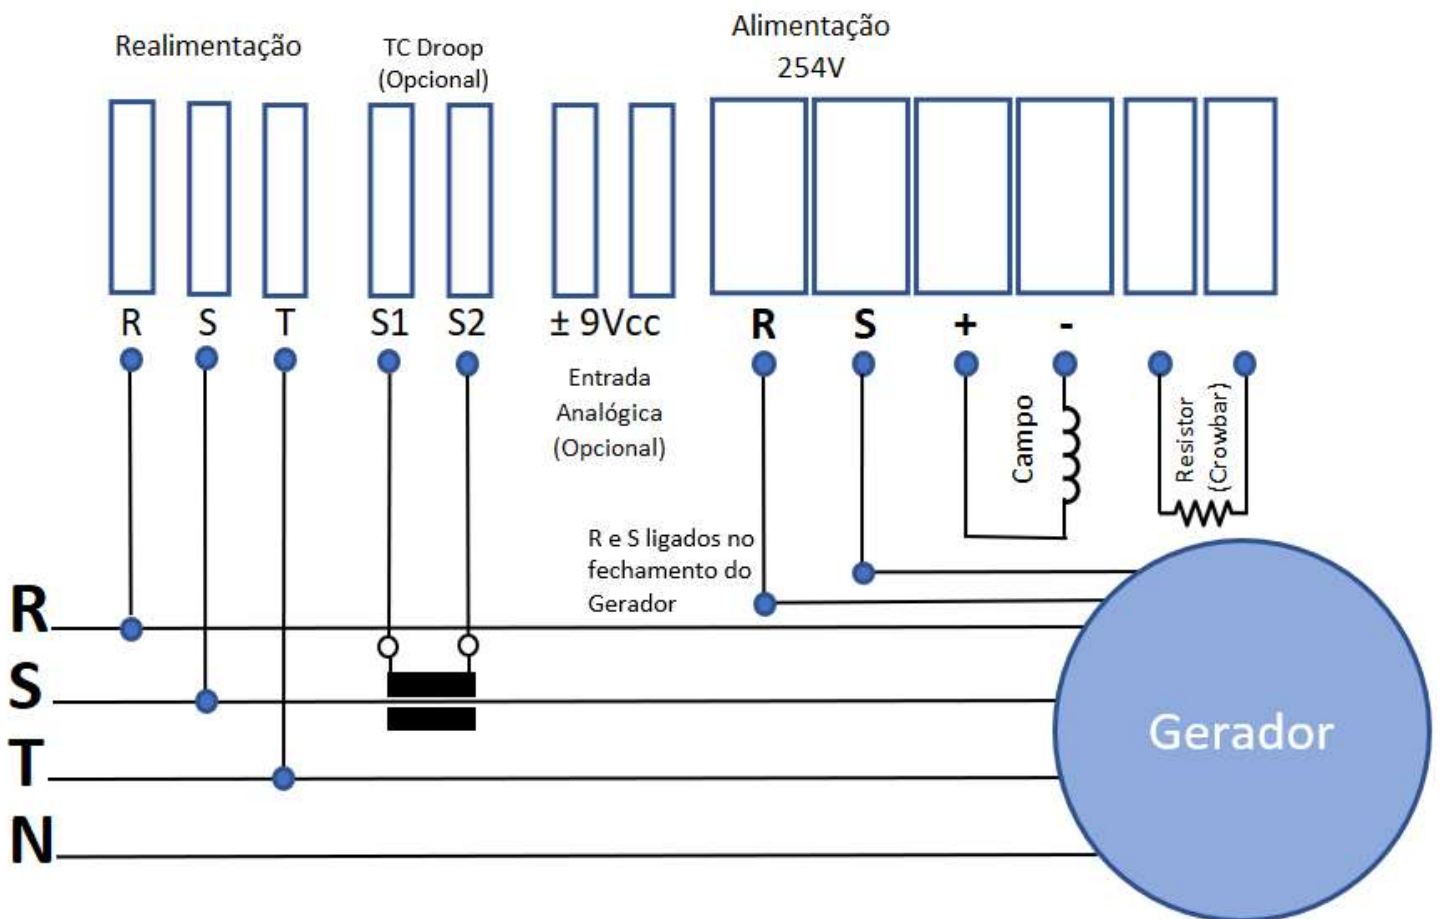 Realimentação
TC Droop
(Opcional)
Alimentação
254V
R S T S1 S2 ± 9Vcc R S + -
Entrada
Analógica
(Opcional)
Campo
Resistor
(Crowbar)
R e S ligados no
fechamento do
Gerador
R
S
T
N
Gerador